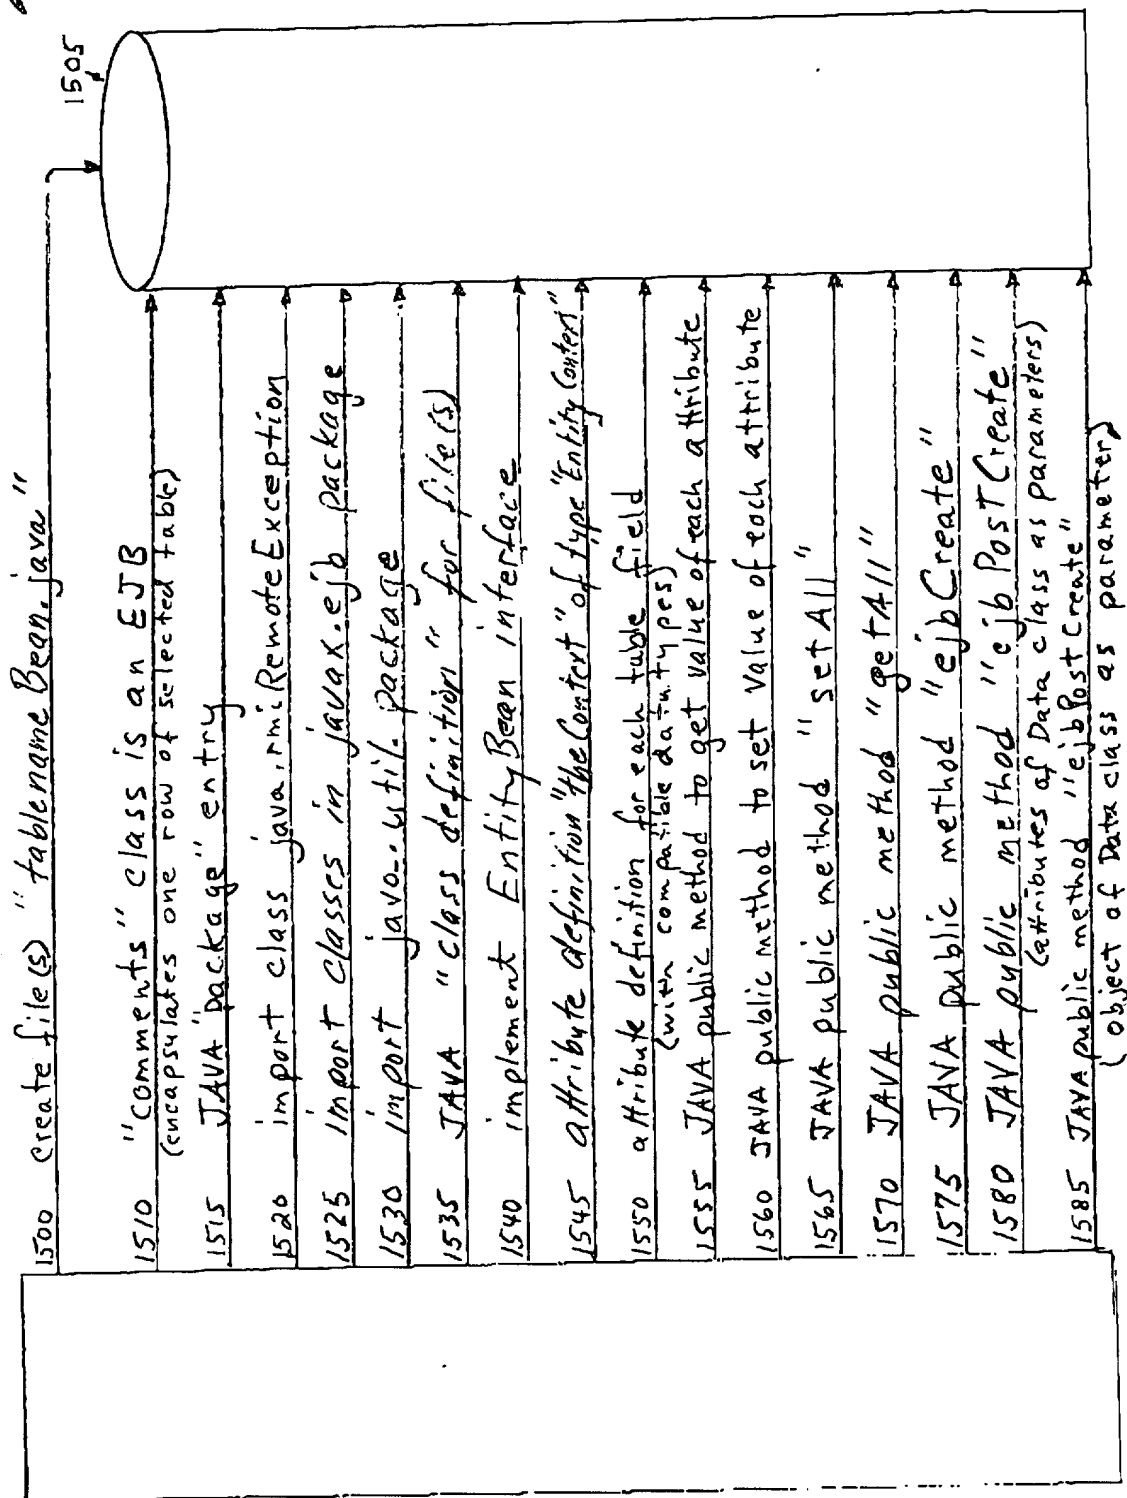 1500 create file(s) "tablename Bean.java"
1505
1510 "comments" class is an EJB
(encapsulates one row of selected table)
1515 JAVA "package" entry
1520 import class java.rmi.RemoteException
1525 import classes in javax.ejb package
1530 import java.util. package
1535 JAVA "class definition" for file(s)
1540 implement EntityBean interface
1545 attribute definition "theContext" of type "EntityContext"
1550 attribute definition for each table field
(with compatible data types)
1555 JAVA public method to get value of each attribute
1560 JAVA public method to set value of each attribute
1565 JAVA public method "setAll"
1570 JAVA public method "getAll"
1575 JAVA public method "ejbCreate"
1580 JAVA public method "ejbPostCreate"
(attributes of Data class as parameters)
1585 JAVA public method "ejbPostCreate"
(object of Data class as parameter)